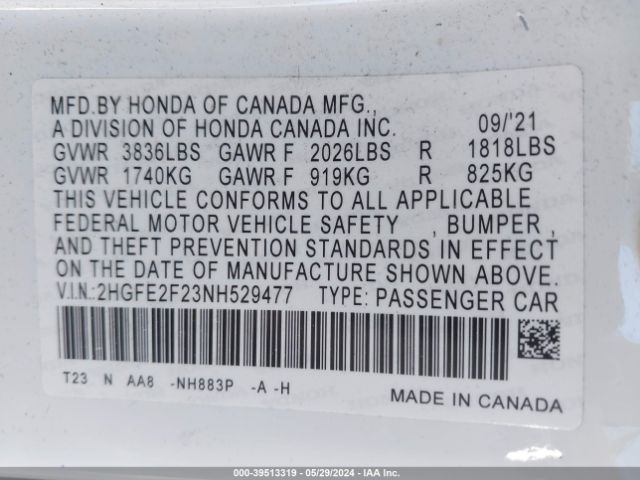 MFD.BY HONDA OF CANADA MFG.,
A DIVISION OF HONDA CANADA INC. 09/'21
GVWR 3836LBS GAWR F 2026LBS R 1818LBS
GVWR 1740KG GAWR F 919KG R 825KG
THIS VEHICLE CONFORMS TO ALL APPLICABLE
FEDERAL MOTOR VEHICLE SAFETY , BUMPER ,
AND THEFT PREVENTION STANDARDS IN EFFECT
ON THE DATE OF MANUFACTURE SHOWN ABOVE.
V.I.N.:2HGFE2F23NH529477 TYPE: PASSENGER CAR
T23 N AA8 -NH883P -A -H
MADE IN CANADA
000-39513319 | 05/29/2024 | IAA Inc.